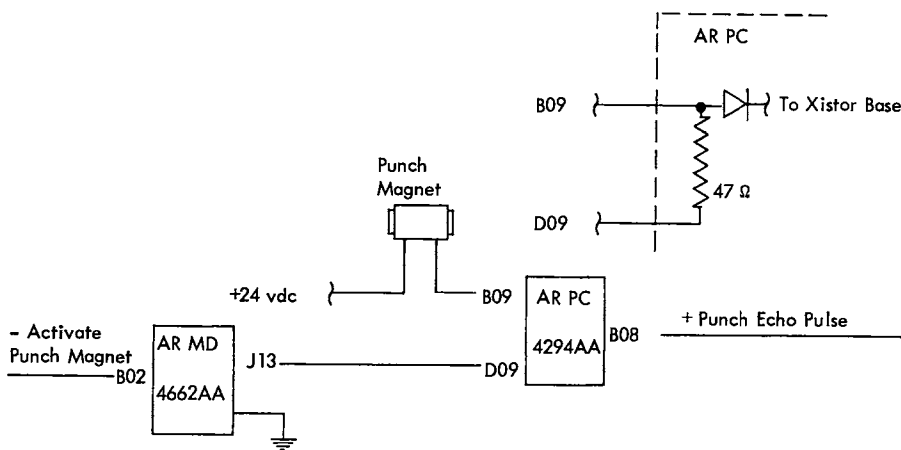 AR PC
B09
To Xistor Base
47 Ω
D09
Punch
Magnet
+24 vdc
B09
AR PC
4294AA
B08
+ Punch Echo Pulse
D09
- Activate
Punch Magnet
B02
AR MD
4662AA
J13